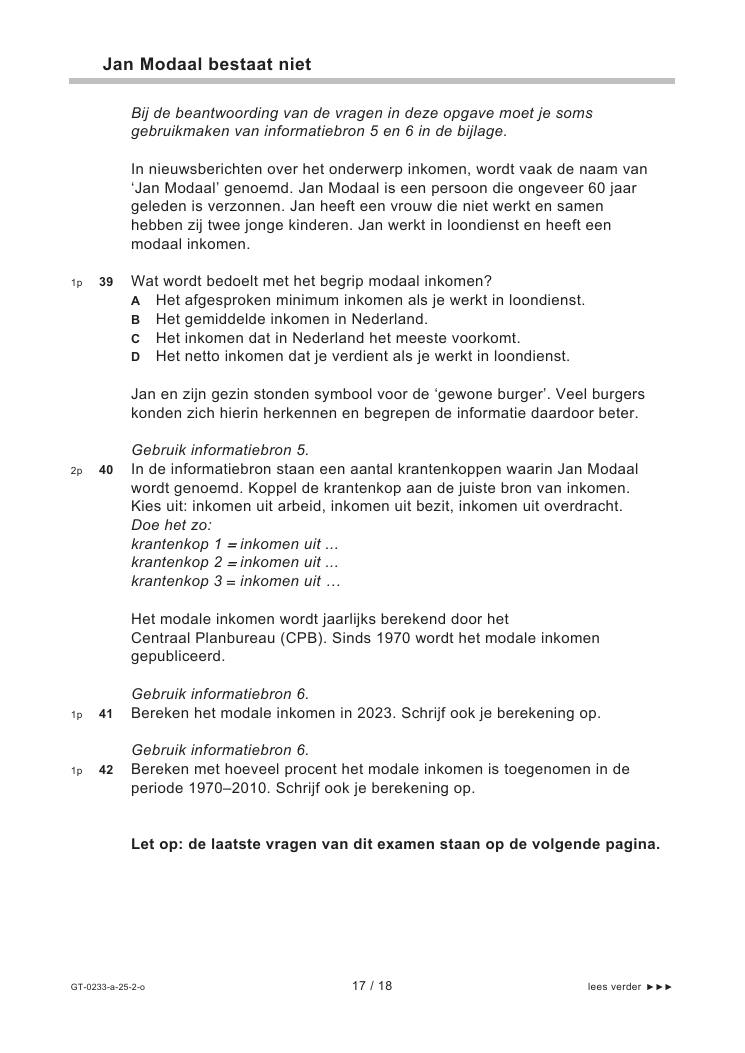 Jan Modaal bestaat niet
Bij de beantwoording van de vragen in deze opgave moet je soms
gebruikmaken van informatiebron 5 en 6 in de bijlage.
In nieuwsberichten over het onderwerp inkomen, wordt vaak de naam van
‘Jan Modaal’ genoemd. Jan Modaal is een persoon die ongeveer 60 jaar
geleden is verzonnen. Jan heeft een vrouw die niet werkt en samen
hebben zij twee jonge kinderen. Jan werkt in loondienst en heeft een
modaal inkomen.
1p 39 Wat wordt bedoelt met het begrip modaal inkomen?
A Het afgesproken minimum inkomen als je werkt in loondienst.
B Het gemiddelde inkomen in Nederland.
C Het inkomen dat in Nederland het meeste voorkomt.
D Het netto inkomen dat je verdient als je werkt in loondienst.
Jan en zijn gezin stonden symbool voor de ‘gewone burger’. Veel burgers
konden zich hierin herkennen en begrepen de informatie daardoor beter.
Gebruik informatiebron 5.
2p 40 In de informatiebron staan een aantal krantenkoppen waarin Jan Modaal
wordt genoemd. Koppel de krantenkop aan de juiste bron van inkomen.
Kies uit: inkomen uit arbeid, inkomen uit bezit, inkomen uit overdracht.
Doe het zo:
krantenkop 1 = inkomen uit ...
krantenkop 2 = inkomen uit ...
krantenkop 3 = inkomen uit …
Het modale inkomen wordt jaarlijks berekend door het
Centraal Planbureau (CPB). Sinds 1970 wordt het modale inkomen
gepubliceerd.
Gebruik informatiebron 6.
1p 41 Bereken het modale inkomen in 2023. Schrijf ook je berekening op.
Gebruik informatiebron 6.
1p 42 Bereken met hoeveel procent het modale inkomen is toegenomen in de
periode 1970–2010. Schrijf ook je berekening op.
Let op: de laatste vragen van dit examen staan op de volgende pagina.
GT-0233-a-25-2-o 17 / 18 lees verder ►►►